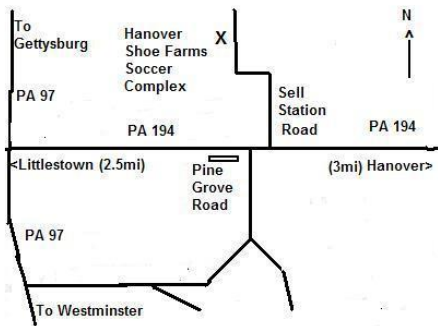 To
Gettysburg
Hanover
Shoe Farms
Soccer
Complex
X
N
^
PA 97
Sell
Station
Road
PA 194
PA 194
<Littlestown (2.5mi)
Pine
Grove
Road
(3mi) Hanover>
PA 97
To Westminster